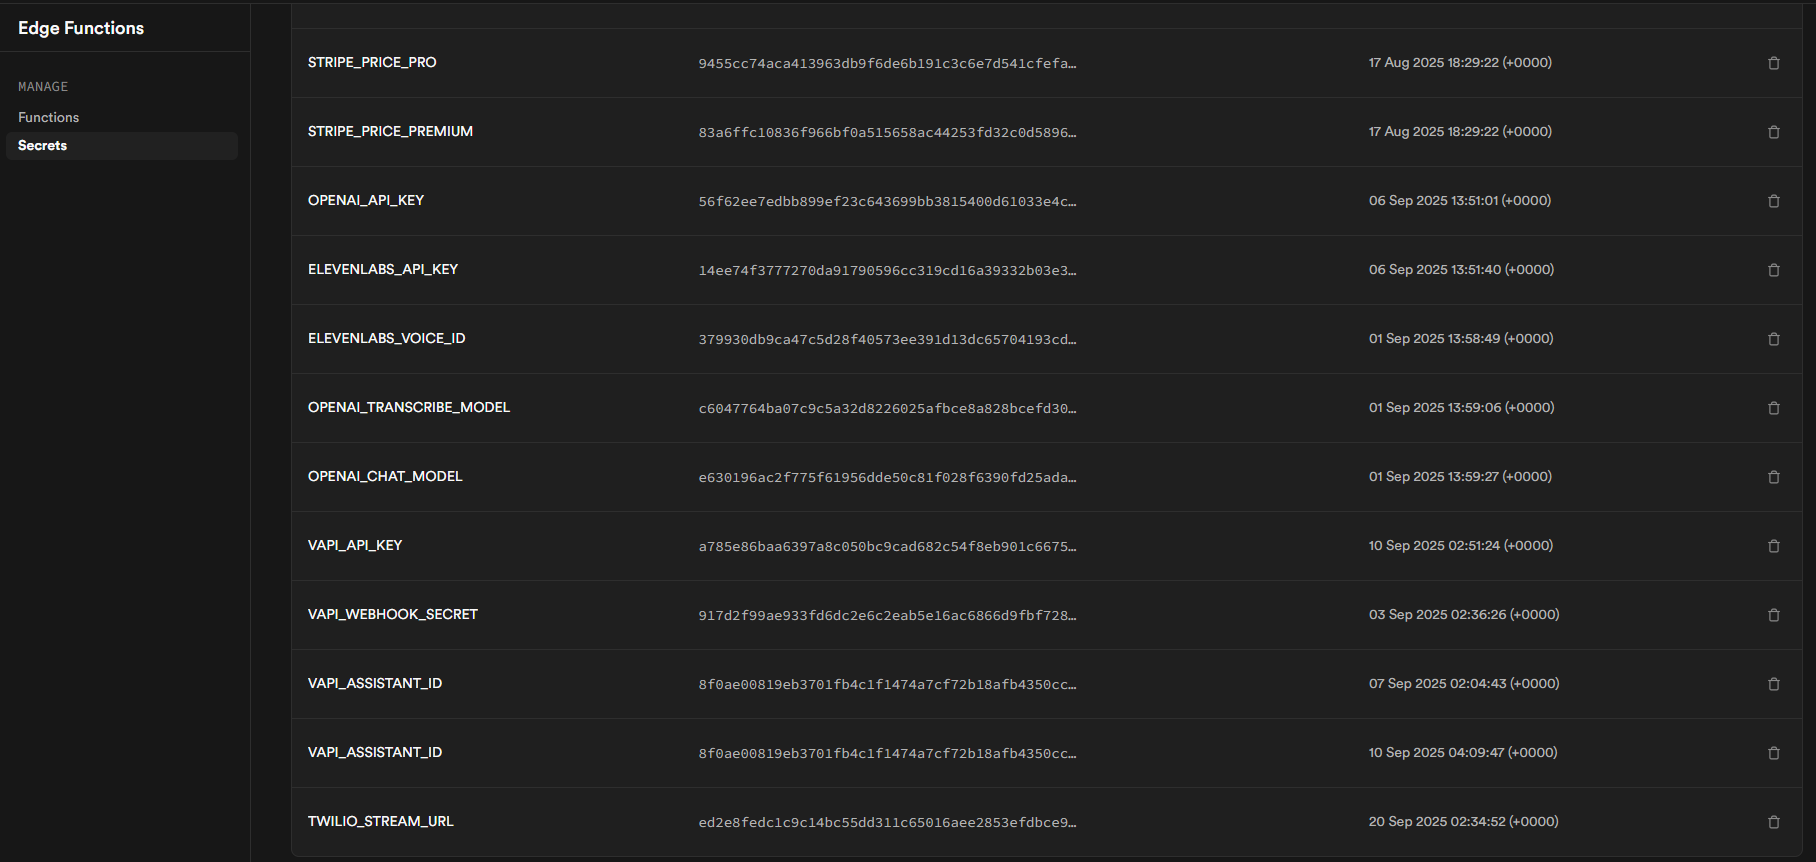 Edge Functions
MANAGE
Functions
Secrets
STRIPE_PRICE_PRO 9455cc74aca413963db9f6de6b191c3c6e7d541cfefa… 17 Aug 2025 18:29:22 (+0000)
STRIPE_PRICE_PREMIUM 83a6ffc10836f966bf0a515658ac44253fd32c0d5896… 17 Aug 2025 18:29:22 (+0000)
OPENAI_API_KEY 56f62ee7edbb899ef23c643699bb3815400d61033e4c… 06 Sep 2025 13:51:01 (+0000)
ELEVENLABS_API_KEY 14ee74f3777270da91790596cc319cd16a39332b03e3… 06 Sep 2025 13:51:40 (+0000)
ELEVENLABS_VOICE_ID 379930db9ca47c5d28f40573ee391d13dc65704193cd… 01 Sep 2025 13:58:49 (+0000)
OPENAI_TRANSCRIBE_MODEL c6047764ba07c9c5a32d8226025afbce8a828bcefd30… 01 Sep 2025 13:59:06 (+0000)
OPENAI_CHAT_MODEL e630196ac2f775f61956dde50c81f028f6390fd25ada… 01 Sep 2025 13:59:27 (+0000)
VAPI_API_KEY a785e86baa6397a8c050bc9cad682c54f8eb901c6675… 10 Sep 2025 02:51:24 (+0000)
VAPI_WEBHOOK_SECRET 917d2f99ae933fd6dc2e6c2eab5e16ac6866d9fbf728… 03 Sep 2025 02:36:26 (+0000)
VAPI_ASSISTANT_ID 8f0ae00819eb3701fb4c1f1474a7cf72b18afb4350cc… 07 Sep 2025 02:04:43 (+0000)
VAPI_ASSISTANT_ID 8f0ae00819eb3701fb4c1f1474a7cf72b18afb4350cc… 10 Sep 2025 04:09:47 (+0000)
TWILIO_STREAM_URL ed2e8fedc1c9c14bc55dd311c65016aee2853efdbce9… 20 Sep 2025 02:34:52 (+0000)